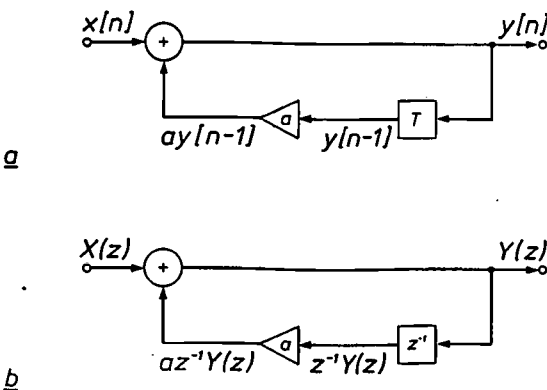 x[n] + y[n]
ay[n-1] a y[n-1] T
a
X(z) + Y(z)
az⁻¹Y(z) a z⁻¹Y(z) z⁻¹
b